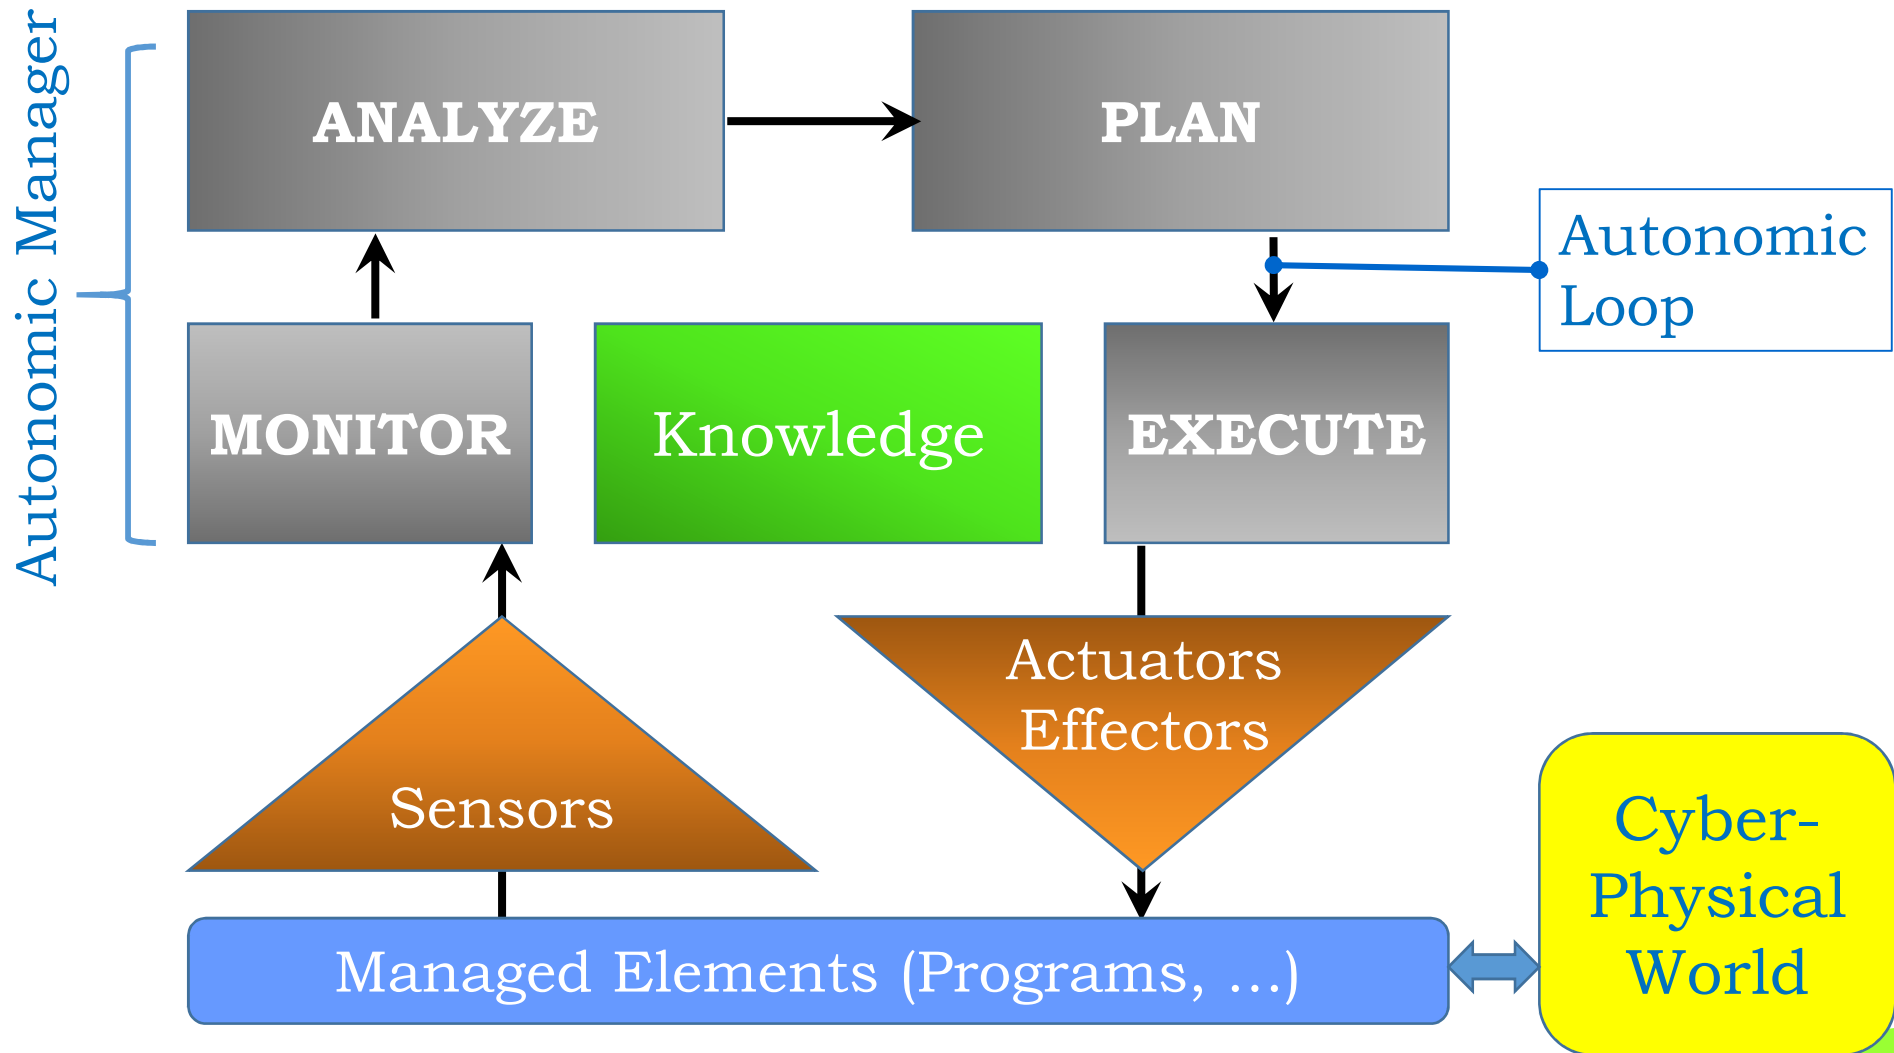 Autonomic Manager
ANALYZE
PLAN
Autonomic
Loop
MONITOR
Knowledge
EXECUTE
Actuators
Effectors
Sensors
Cyber-
Physical
World
Managed Elements (Programs, …)